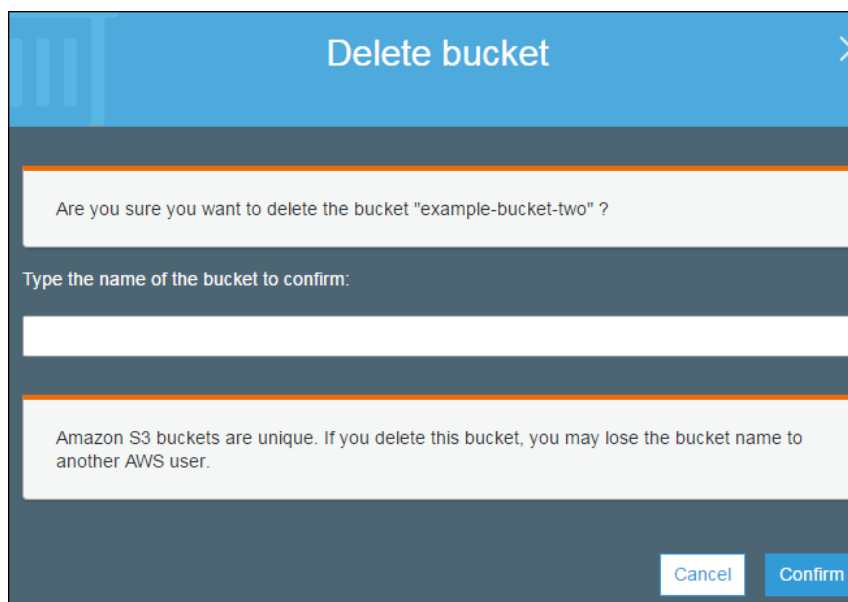 Delete bucket
Are you sure you want to delete the bucket "example-bucket-two" ?
Type the name of the bucket to confirm:
Amazon S3 buckets are unique. If you delete this bucket, you may lose the bucket name to
another AWS user.
Cancel
Confirm